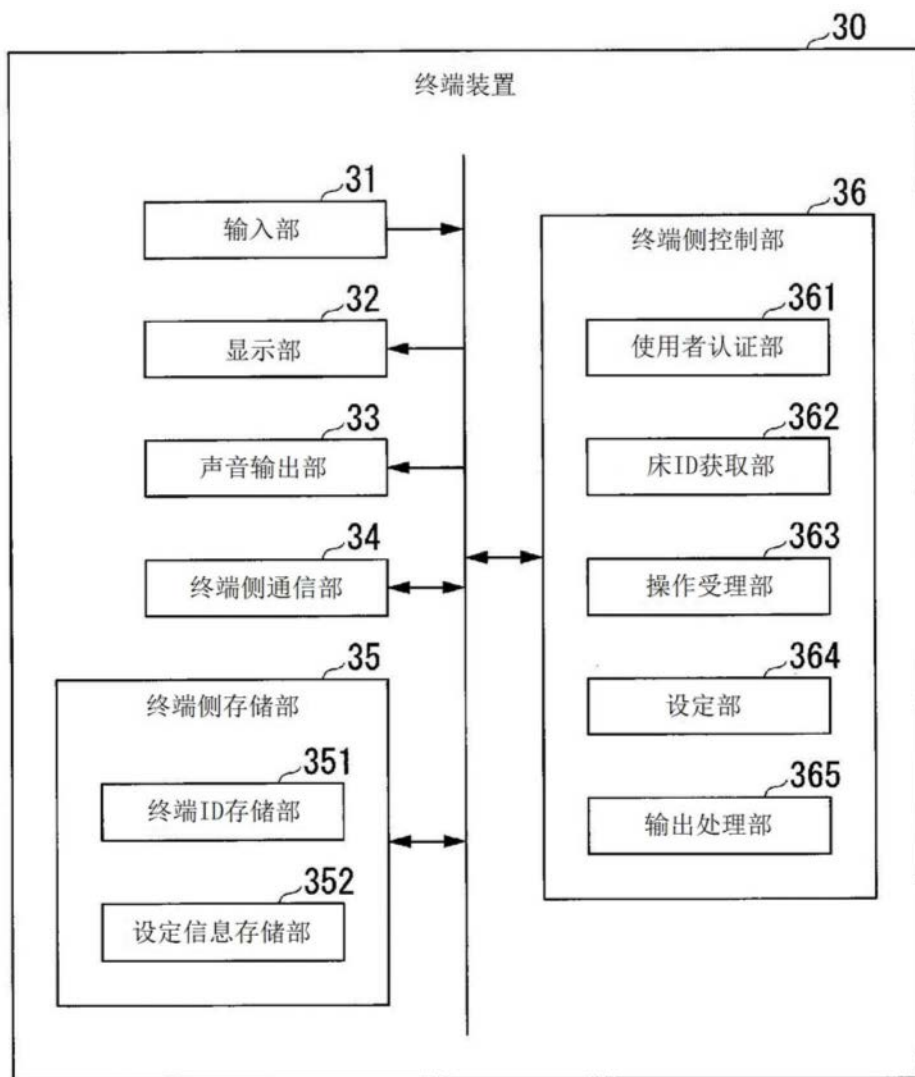 30
终端装置
31
输入部
32
显示部
33
声音输出部
34
终端侧通信部
35
终端侧存储部
351
终端ID存储部
352
设定信息存储部
36
终端侧控制部
361
使用者认证部
362
床ID获取部
363
操作受理部
364
设定部
365
输出处理部